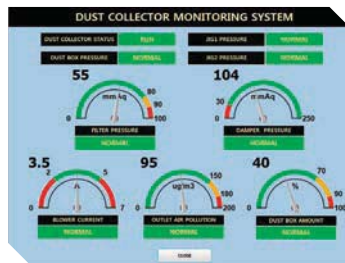 DUST COLLECTOR MONITORING SYSTEM
DUST COLLECTOR STATUS RUN JIG1 PRESSURE NORMAL
DUST BOX PRESSURE NORMAL JIG2 PRESSURE NORMAL
55 104
80
90
mmAq mmAq
30
0 100 0 250
FILTER PRESSURE DAMPER PRESSURE
NORMAL NORMAL
3.5 95 40
2 5 150 70
A ug/m3 % 90
190
0 7 0 200 0 100
BLOWER CURRENT OUTLET AIR POLLUTION DUST BOX AMOUNT
NORMAL NORMAL NORMAL